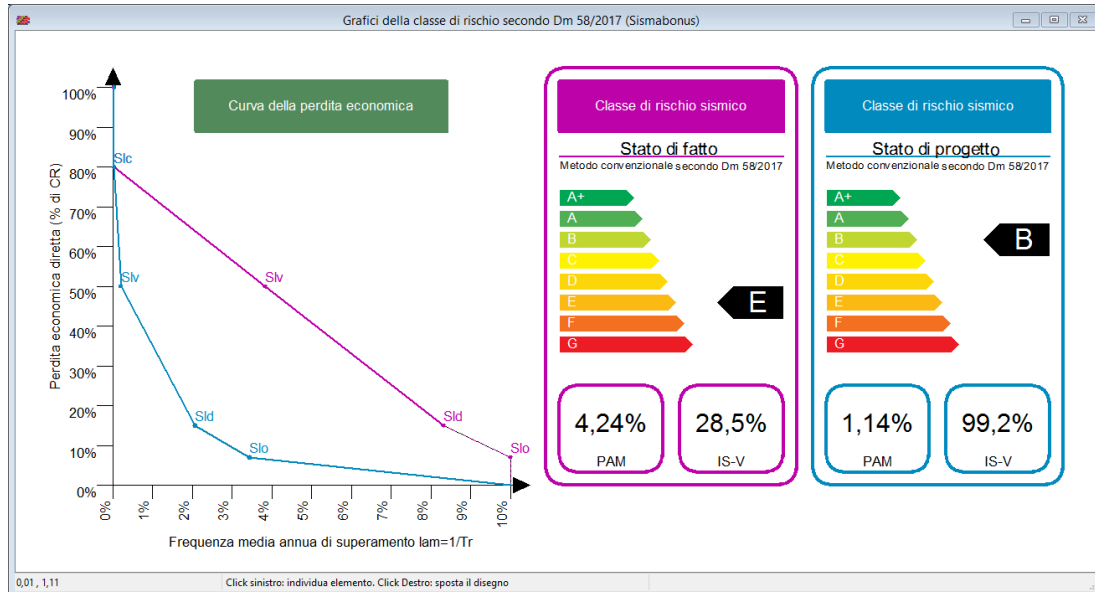 Grafici della classe di rischio secondo Dm 58/2017 (Sismabonus)
Curva della perdita economica
Perdita economica diretta (% di CR)
100%
90%
80%
70%
60%
50%
40%
30%
20%
10%
0%
Slc
Slv
Slv
Sld
Sld
Slo
Slo
0%
1%
2%
3%
4%
5%
6%
7%
8%
9%
10%
Frequenza media annua di superamento lam=1/Tr
Classe di rischio sismico
Stato di fatto
Metodo convenzionale secondo Dm 58/2017
A+
A
B
C
D
E
F
G
E
4,24%
PAM
28,5%
IS-V
Classe di rischio sismico
Stato di progetto
Metodo convenzionale secondo Dm 58/2017
A+
A
B
C
D
E
F
G
B
1,14%
PAM
99,2%
IS-V
0,01 , 1,11
Click sinistro: individua elemento. Click Destro: sposta il disegno